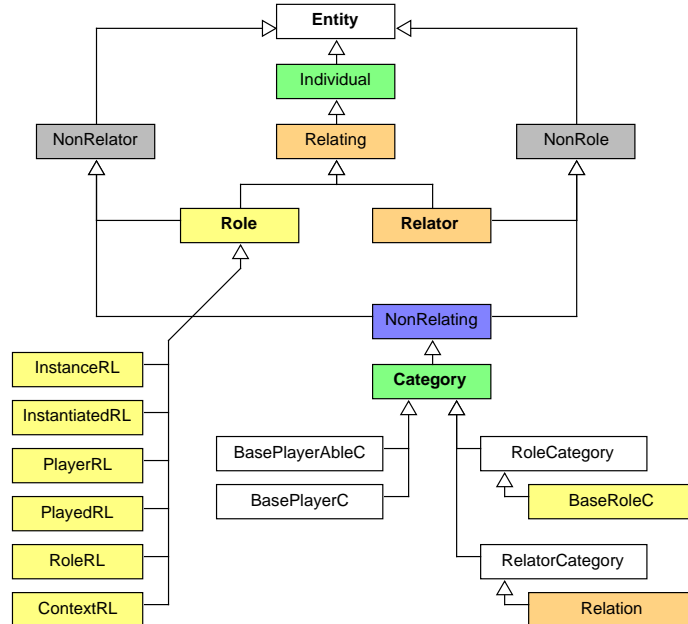 Entity
Individual
NonRelator
Relating
NonRole
Role
Relator
NonRelating
InstanceRL
Category
InstantiatedRL
BasePlayerAbleC
RoleCategory
PlayerRL
BasePlayerC
BaseRoleC
PlayedRL
RoleRL
RelatorCategory
ContextRL
Relation